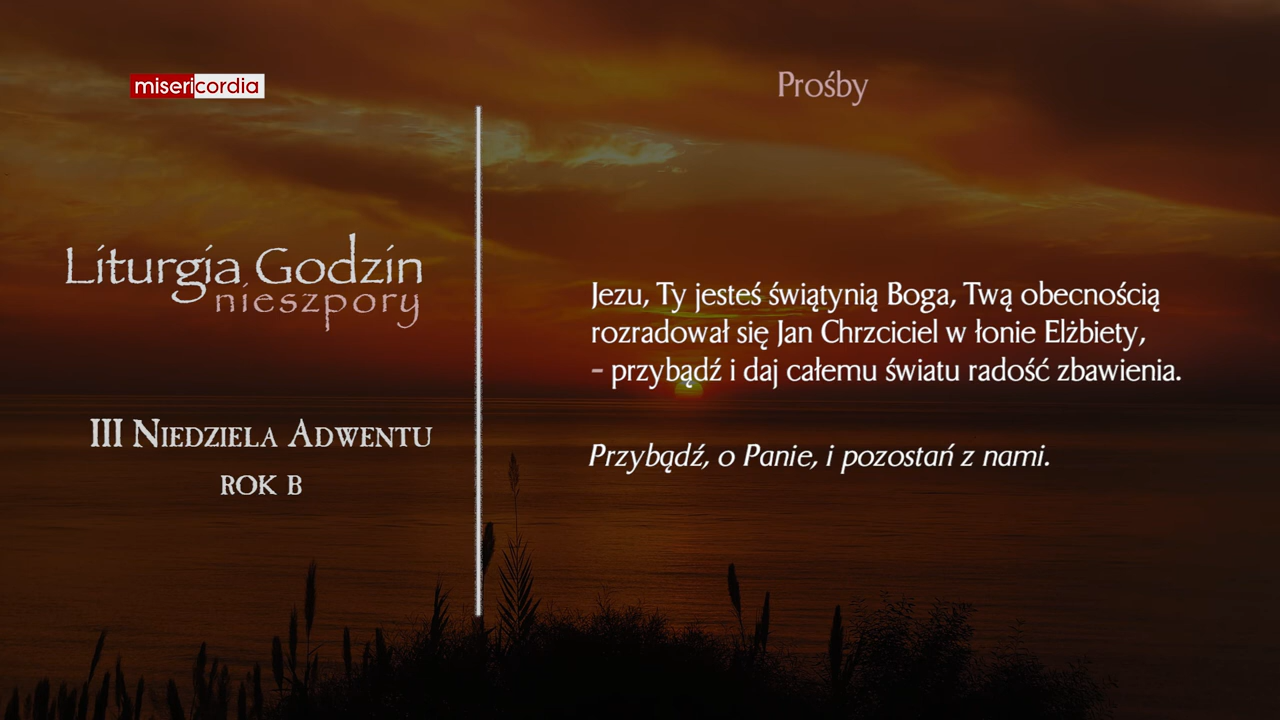 misericordia
Prośby
Liturgia Godzin
nieszpory
III Niedziela Adwentu
rok B
Jezu, Ty jesteś świątynią Boga, Twą obecnością
rozradował się Jan Chrzciciel w łonie Elżbiety,
- przybądź i daj całemu światu radość zbawienia.
Przybądź, o Panie, i pozostań z nami.